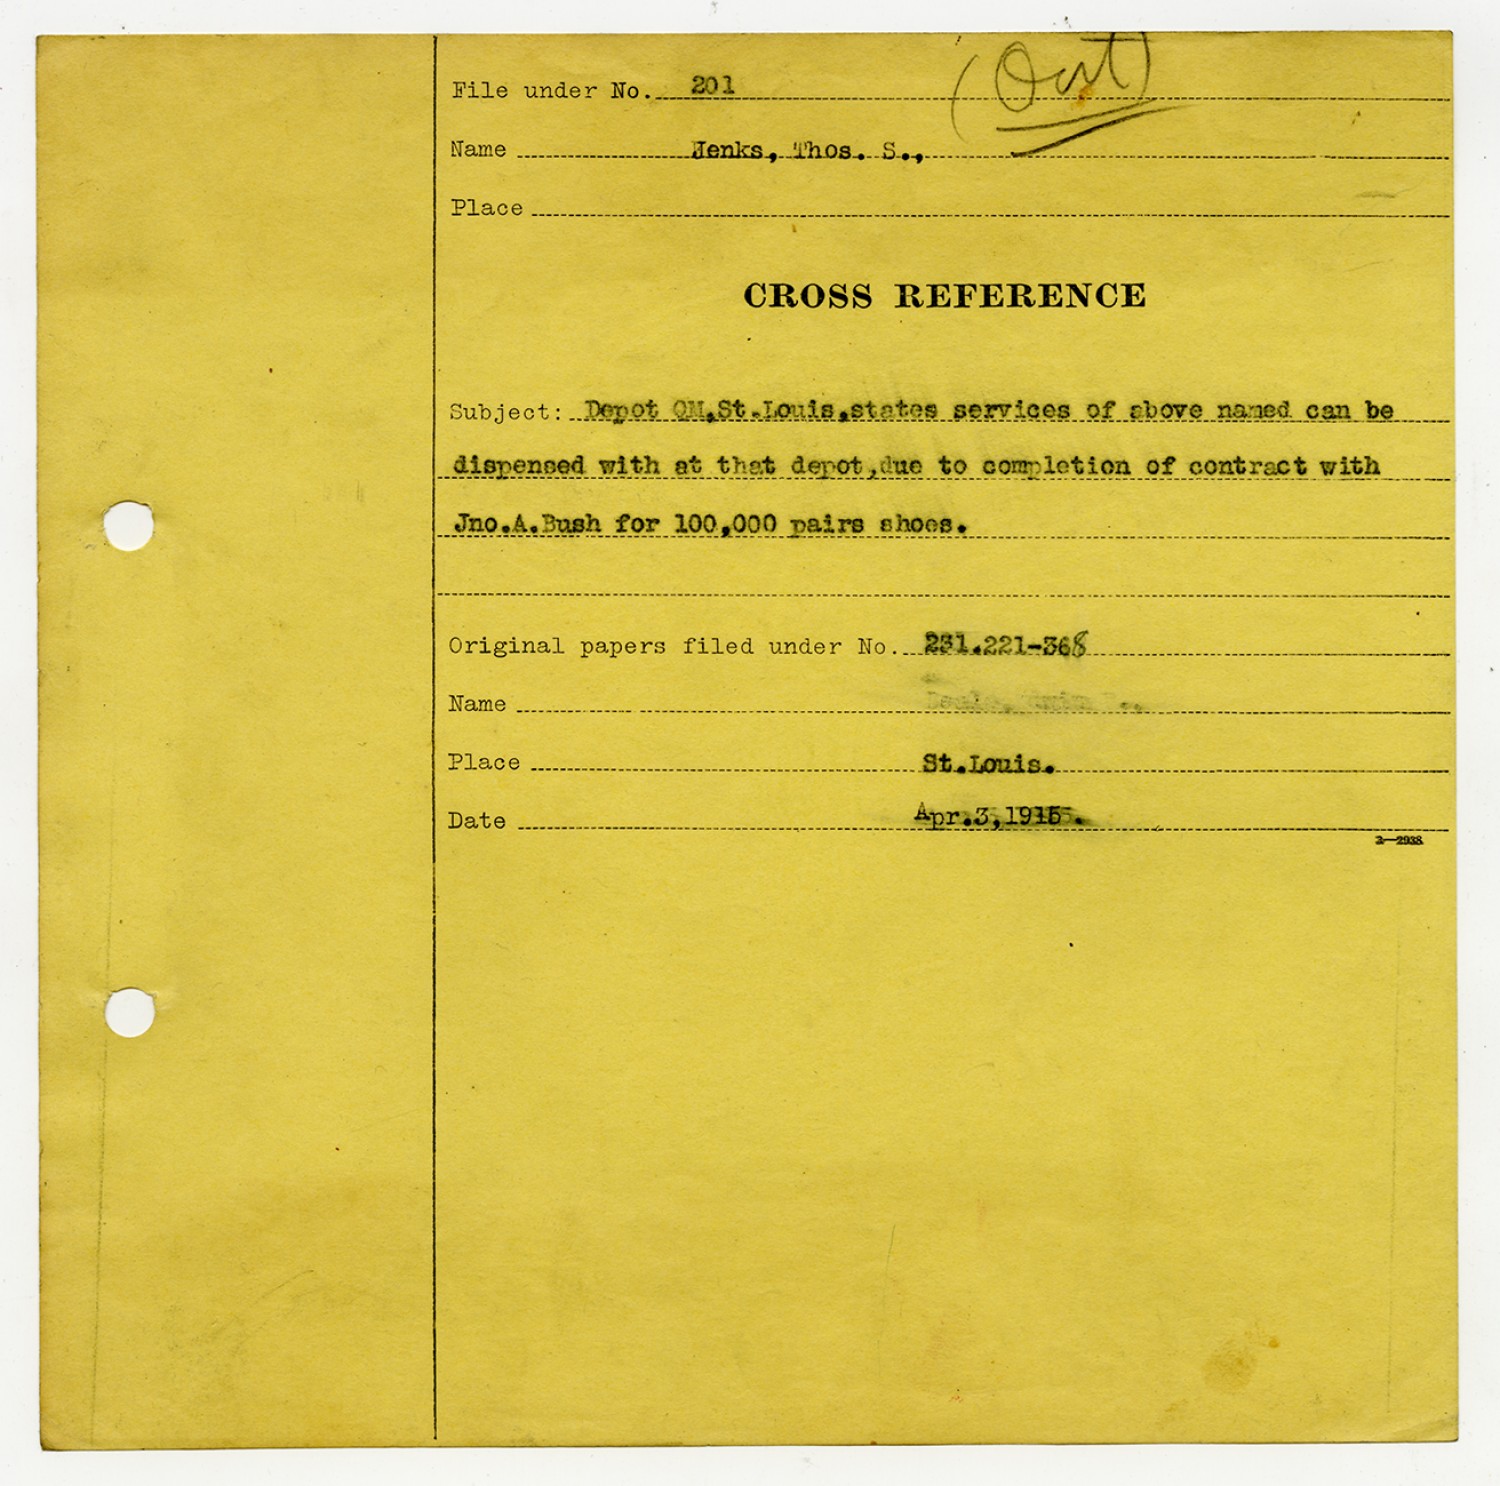 (Out)
File under No. 201
Name Jenks, Thos. S.,
Place
CROSS REFERENCE
Subject: Depot QM,St.Louis,states services of above named can be
dispensed with at that depot,due to completion of contract with
Jno.A.Bush for 100,000 pairs shoes.
Original papers filed under No. 231.221-368
Name
Place St.Louis.
Date Apr.3,1915.
2—2938